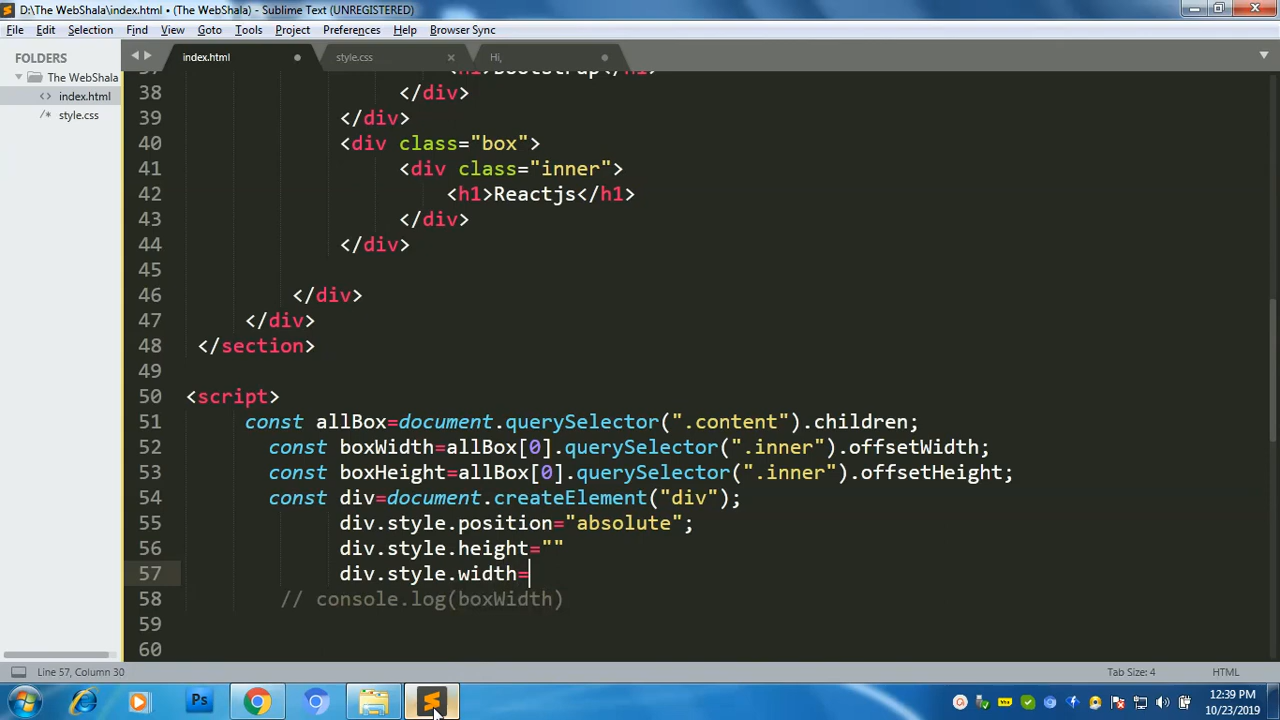 D:\The WebShala\index.html • (The WebShala) - Sublime Text (UNREGISTERED)
File Edit Selection Find View Goto Tools Project Preferences Help Browser Sync
FOLDERS
The WebShala
index.html
style.css
index.html style.css Hi,
37 <h1>Bootstrap</h1>
38 </div>
39 </div>
40 <div class="box">
41 <div class="inner">
42 <h1>Reactjs</h1>
43 </div>
44 </div>
45
46 </div>
47 </div>
48 </section>
49
50 <script>
51 const allBox=document.querySelector(".content").children;
52 const boxWidth=allBox[0].querySelector(".inner").offsetWidth;
53 const boxHeight=allBox[0].querySelector(".inner").offsetHeight;
54 const div=document.createElement("div");
55 div.style.position="absolute";
56 div.style.height=""
57 div.style.width=
58 // console.log(boxWidth)
59
60
Line 57, Column 30 Tab Size: 4 HTML
Ps
12:39 PM
10/23/2019